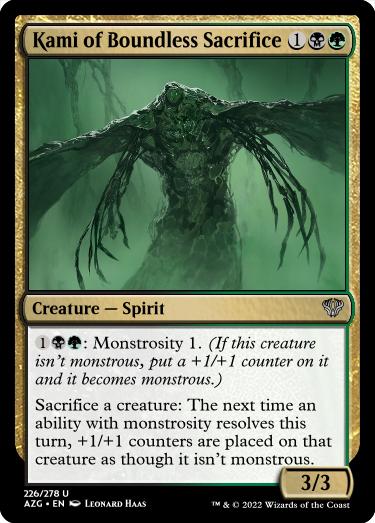 Kami of Boundless Sacrifice 1
Creature — Spirit
1: Monstrosity 1. (If this creature
isn't monstrous, put a +1/+1 counter on it
and it becomes monstrous.)
Sacrifice a creature: The next time an
ability with monstrosity resolves this
turn, +1/+1 counters are placed on that
creature as though it isn't monstrous.
3/3
226/278 U
AZG • EN Leonard Haas
™ & © 2022 Wizards of the Coast